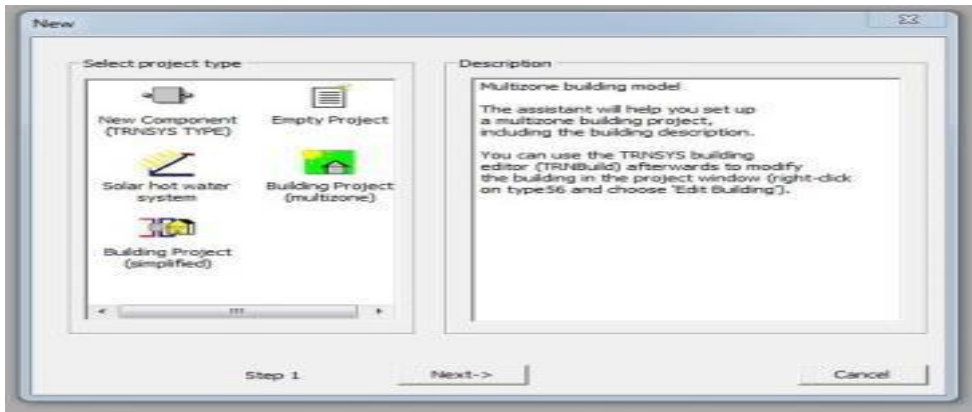 New
Select project type
New Component
(TRNSYS TYPE)
Empty Project
Solar hot water
system
Building Project
(multizone)
Building Project
(simplified)
Description
Multizone building model
The assistant will help you set up
a multizone building project,
including the building description.
You can use the TRNSYS building
editor (TRNBuild) afterwards to modify
the building in the project window (right-click
on type56 and choose 'Edit Building').
Step 1
Next->
Cancel